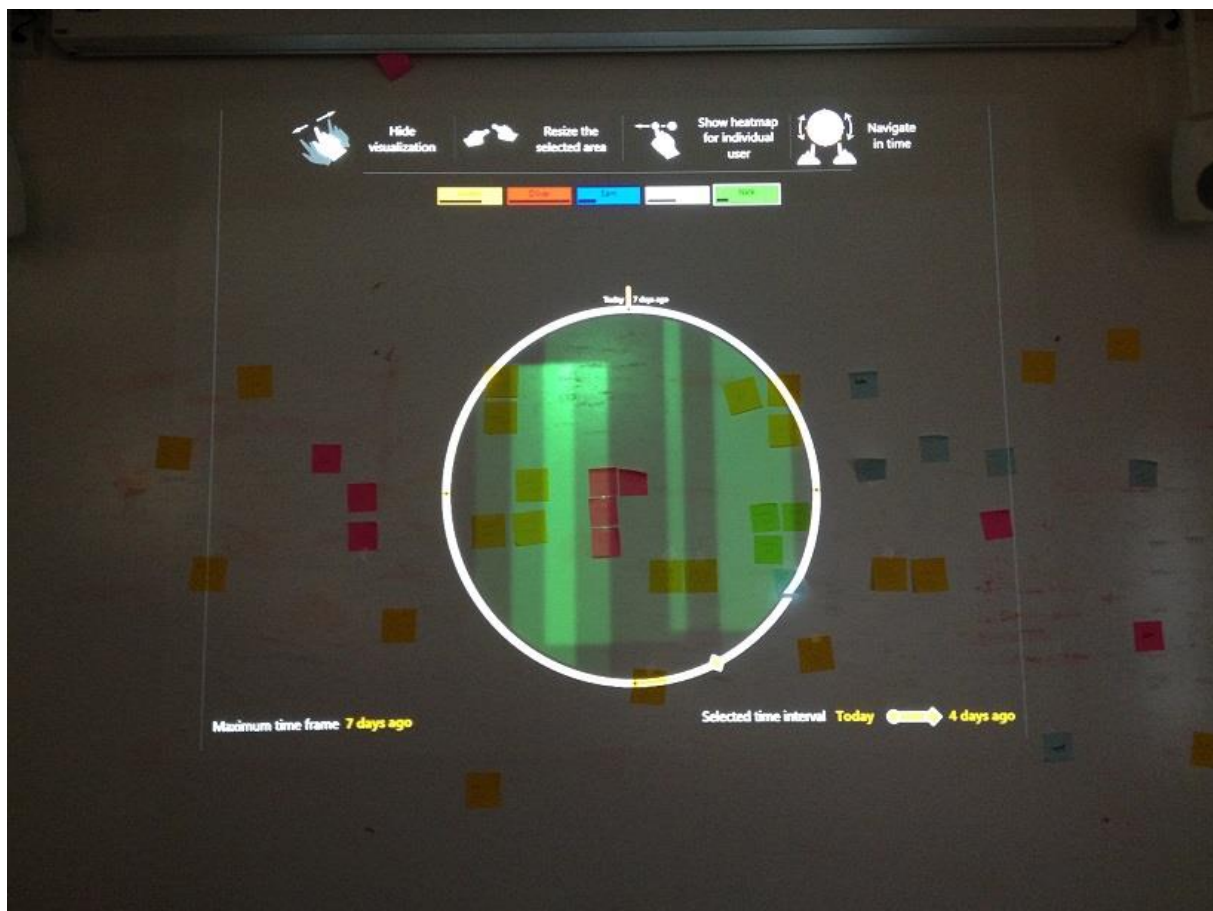 Hide
visualization
Resize the
selected area
Show heatmap
for individual
user
Navigate
in time
Nick
Today 7 days ago
Maximum time frame 7 days ago
Selected time interval Today 4 days ago